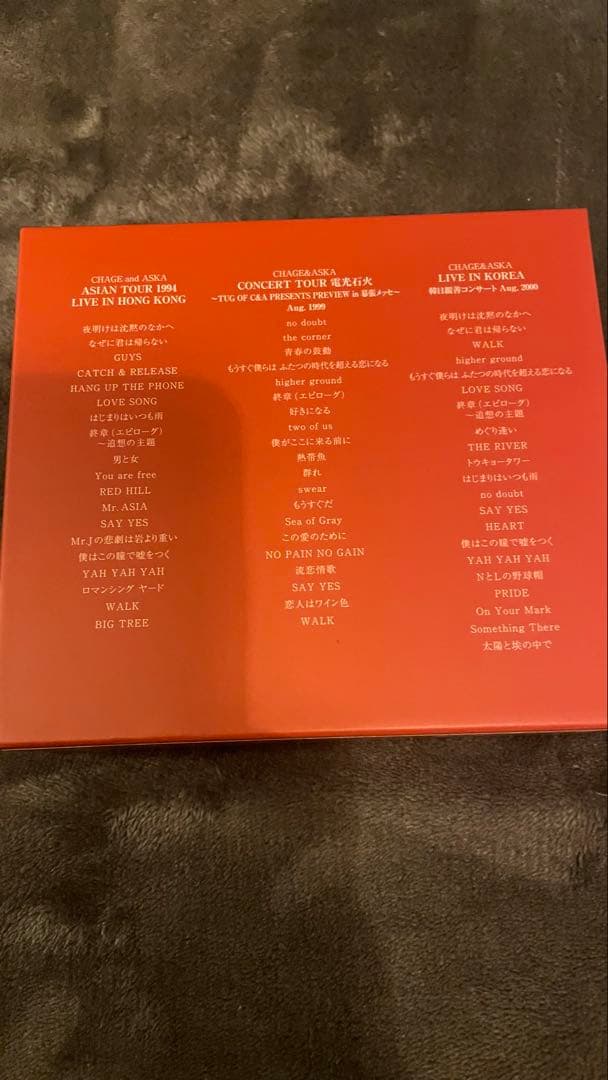 CHAGE and ASKA
ASIAN TOUR 1994
LIVE IN HONG KONG
夜明けは沈黙のなかへ
なぜに君は帰らない
GUYS
CATCH & RELEASE
HANG UP THE PHONE
LOVE SONG
はじまりはいつも雨
終章 (エピローグ)
～追想の主題
男と女
You are free
RED HILL
Mr. ASIA
SAY YES
Mr.Jの悲劇は岩より重い
僕はこの瞳で嘘をつく
YAH YAH YAH
ロマンシング ヤード
WALK
BIG TREE
CHAGE&ASKA
CONCERT TOUR 電光石火
～TUG OF C&A PRESENTS PREVIEW in 幕張メッセ～
Aug. 1999
no doubt
the corner
青春の鼓動
もうすぐ僕らは ふたつの時代を超える恋になる
higher ground
終章 (エピローグ)
好きになる
two of us
僕がここに来る前に
熱帯魚
群れ
swear
もうすぐだ
Sea of Gray
この愛のために
NO PAIN NO GAIN
流恋情歌
SAY YES
恋人はワイン色
WALK
CHAGE&ASKA
LIVE IN KOREA
韓日親善コンサート Aug. 2000
夜明けは沈黙のなかへ
なぜに君は帰らない
WALK
higher ground
もうすぐ僕らは ふたつの時代を超える恋になる
LOVE SONG
終章 (エピローグ)
～追想の主題
めぐり逢い
THE RIVER
トウキョータワー
はじまりはいつも雨
no doubt
SAY YES
HEART
僕はこの瞳で嘘をつく
YAH YAH YAH
NとLの野球帽
PRIDE
On Your Mark
Something There
太陽と埃の中で